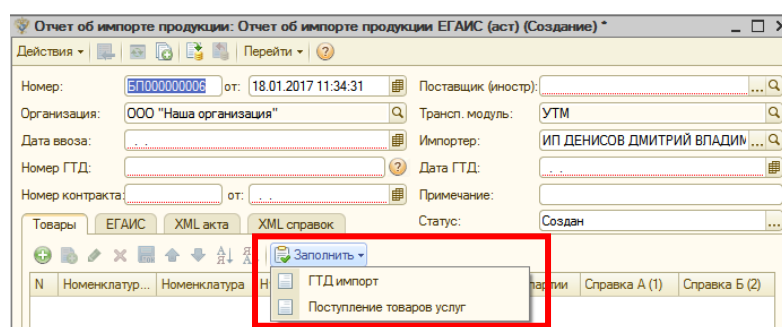 Отчет об импорте продукции: Отчет об импорте продукции ЕГАИС (аст) (Создание) *
Действия Перейти
Номер: БП000000006 от: 18.01.2017 11:34:31 Поставщик (иностр): ...
Организация: ООО "Наша организация" Трансп. модуль: УТМ
Дата ввоза: . . Импортер: ИП ДЕНИСОВ ДМИТРИЙ ...
Номер ГТД: ? Дата ГТД: . .
Номер контракта: от: . . Примечание:
Товары ЕГАИС XML акта XML справок Статус: Создан ...
Заполнить
N Номенклатур... Номенклатура Справка А (1) Справка Б (2)
ГТД импорт
Поступление товаров услуг